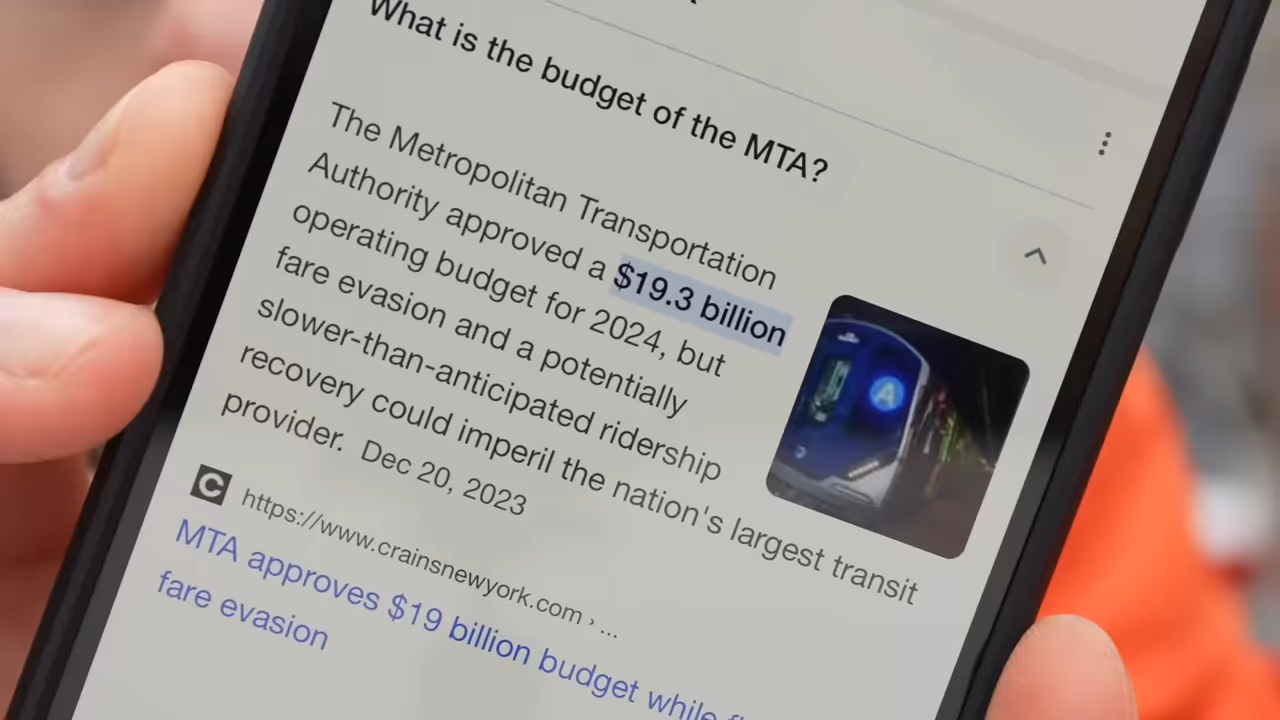 What is the budget of the MTA?
The Metropolitan Transportation
Authority approved a $19.3 billion
operating budget for 2024, but
fare evasion and a potentially
slower-than-anticipated ridership
recovery could imperil the nation's largest transit
provider. Dec 20, 2023
C
https://www.crainsnewyork.com › ...
MTA approves $19 billion budget while
fare evasion
A